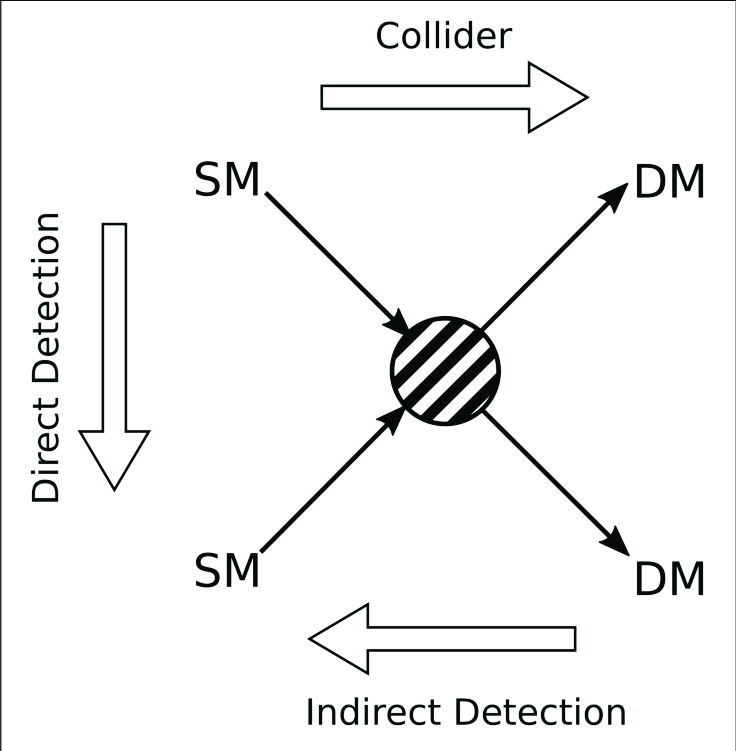 Collider
SM
DM
Direct Detection
SM
DM
Indirect Detection